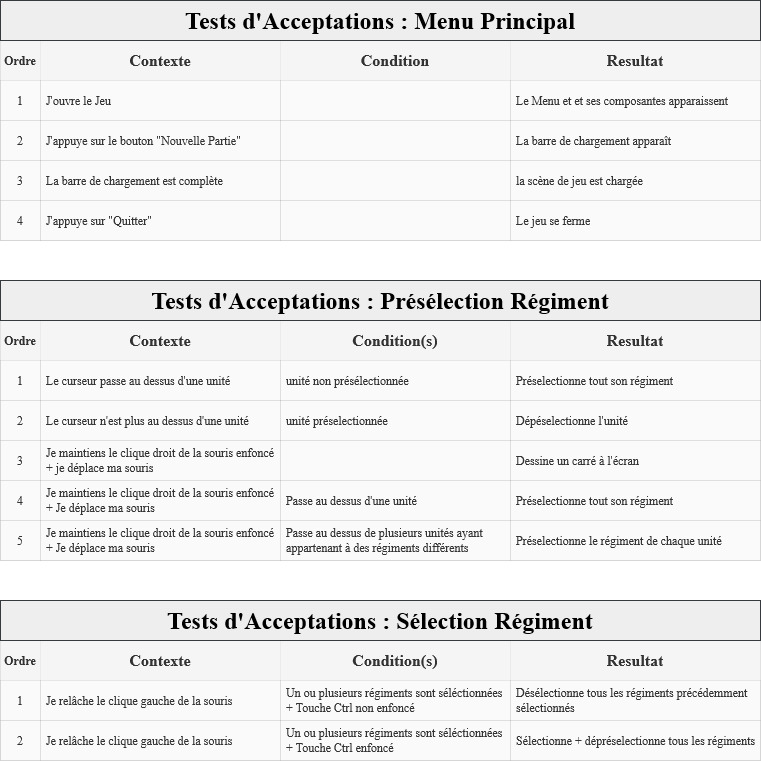 Tests d'Acceptations : Menu Principal
Ordre Contexte Condition Resultat
1 J'ouvre le Jeu Le Menu et et ses composantes apparaissent
2 J'appuye sur le bouton "Nouvelle Partie" La barre de chargement apparaît
3 La barre de chargement est complète la scène de jeu est chargée
4 J'appuye sur "Quitter" Le jeu se ferme
Tests d'Acceptations : Présélection Régiment
Ordre Contexte Condition(s) Resultat
1 Le curseur passe au dessus d'une unité unité non présélectionnée Préselectionne tout son régiment
2 Le curseur n'est plus au dessus d'une unité unité préselectionnée Dépéselectionne l'unité
3 Je maintiens le clique droit de la souris enfoncé
+ je déplace ma souris Dessine un carré à l'écran
4 Je maintiens le clique droit de la souris enfoncé
+ Je déplace ma souris Passe au dessus d'une unité Préselectionne tout son régiment
5 Je maintiens le clique droit de la souris enfoncé
+ Je déplace ma souris Passe au dessus de plusieurs unités ayant
appartenant à des régiments différents Préselectionne le régiment de chaque unité
Tests d'Acceptations : Sélection Régiment
Ordre Contexte Condition(s) Resultat
1 Je relâche le clique gauche de la souris Un ou plusieurs régiments sont séléctionnées
+ Touche Ctrl non enfoncé Désélectionne tous les régiments précédemment
sélectionnés
2 Je relâche le clique gauche de la souris Un ou plusieurs régiments sont séléctionnées
+ Touche Ctrl enfoncé Sélectionne + dépréselectionne tous les régiments